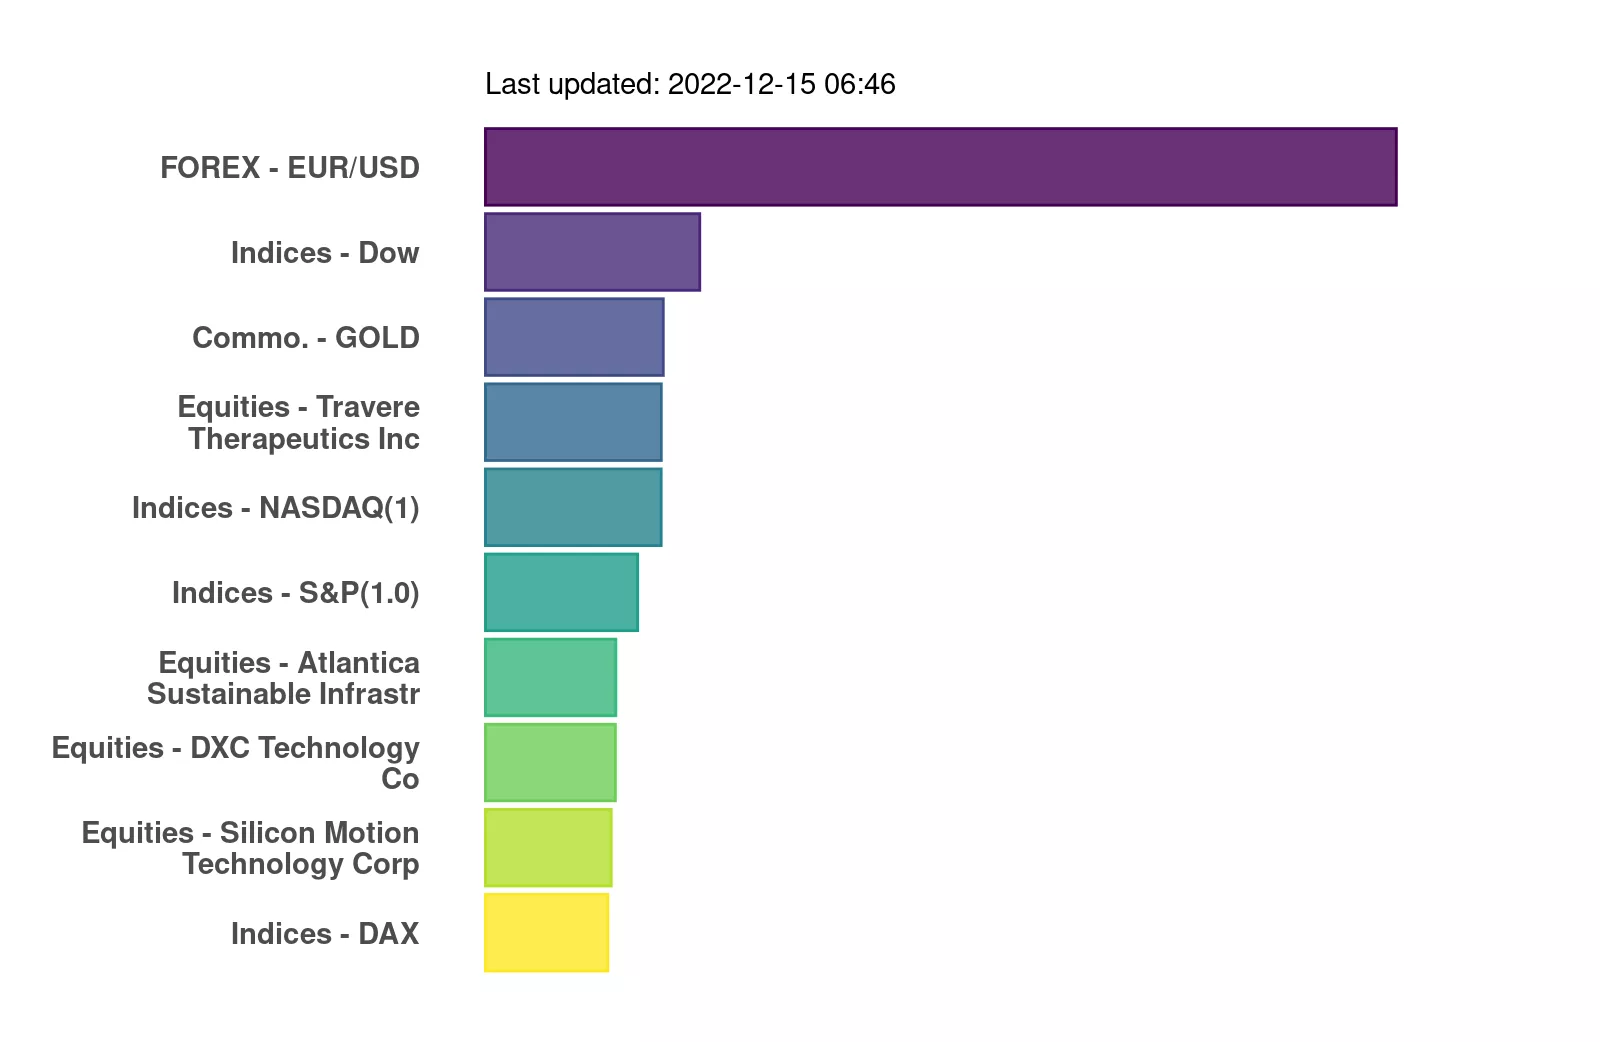 Last updated: 2022-12-15 06:46
FOREX - EUR/USD
Indices - Dow
Commo. - GOLD
Equities - Travere
Therapeutics Inc
Indices - NASDAQ(1)
Indices - S&P(1.0)
Equities - Atlantica
Sustainable Infrastr
Equities - DXC Technology
Co
Equities - Silicon Motion
Technology Corp
Indices - DAX